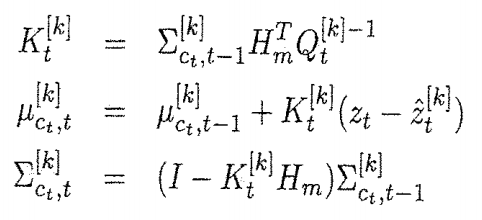 K_t^{[k]} = Σ_{c_t,t-1}^{[k]} H_m^T Q_t^{[k]-1}
μ_{c_t,t}^{[k]} = μ_{c_t,t-1}^{[k]} + K_t^{[k]} (z_t − ẑ_t^{[k]})
Σ_{c_t,t}^{[k]} = (I − K_t^{[k]} H_m) Σ_{c_t,t-1}^{[k]}